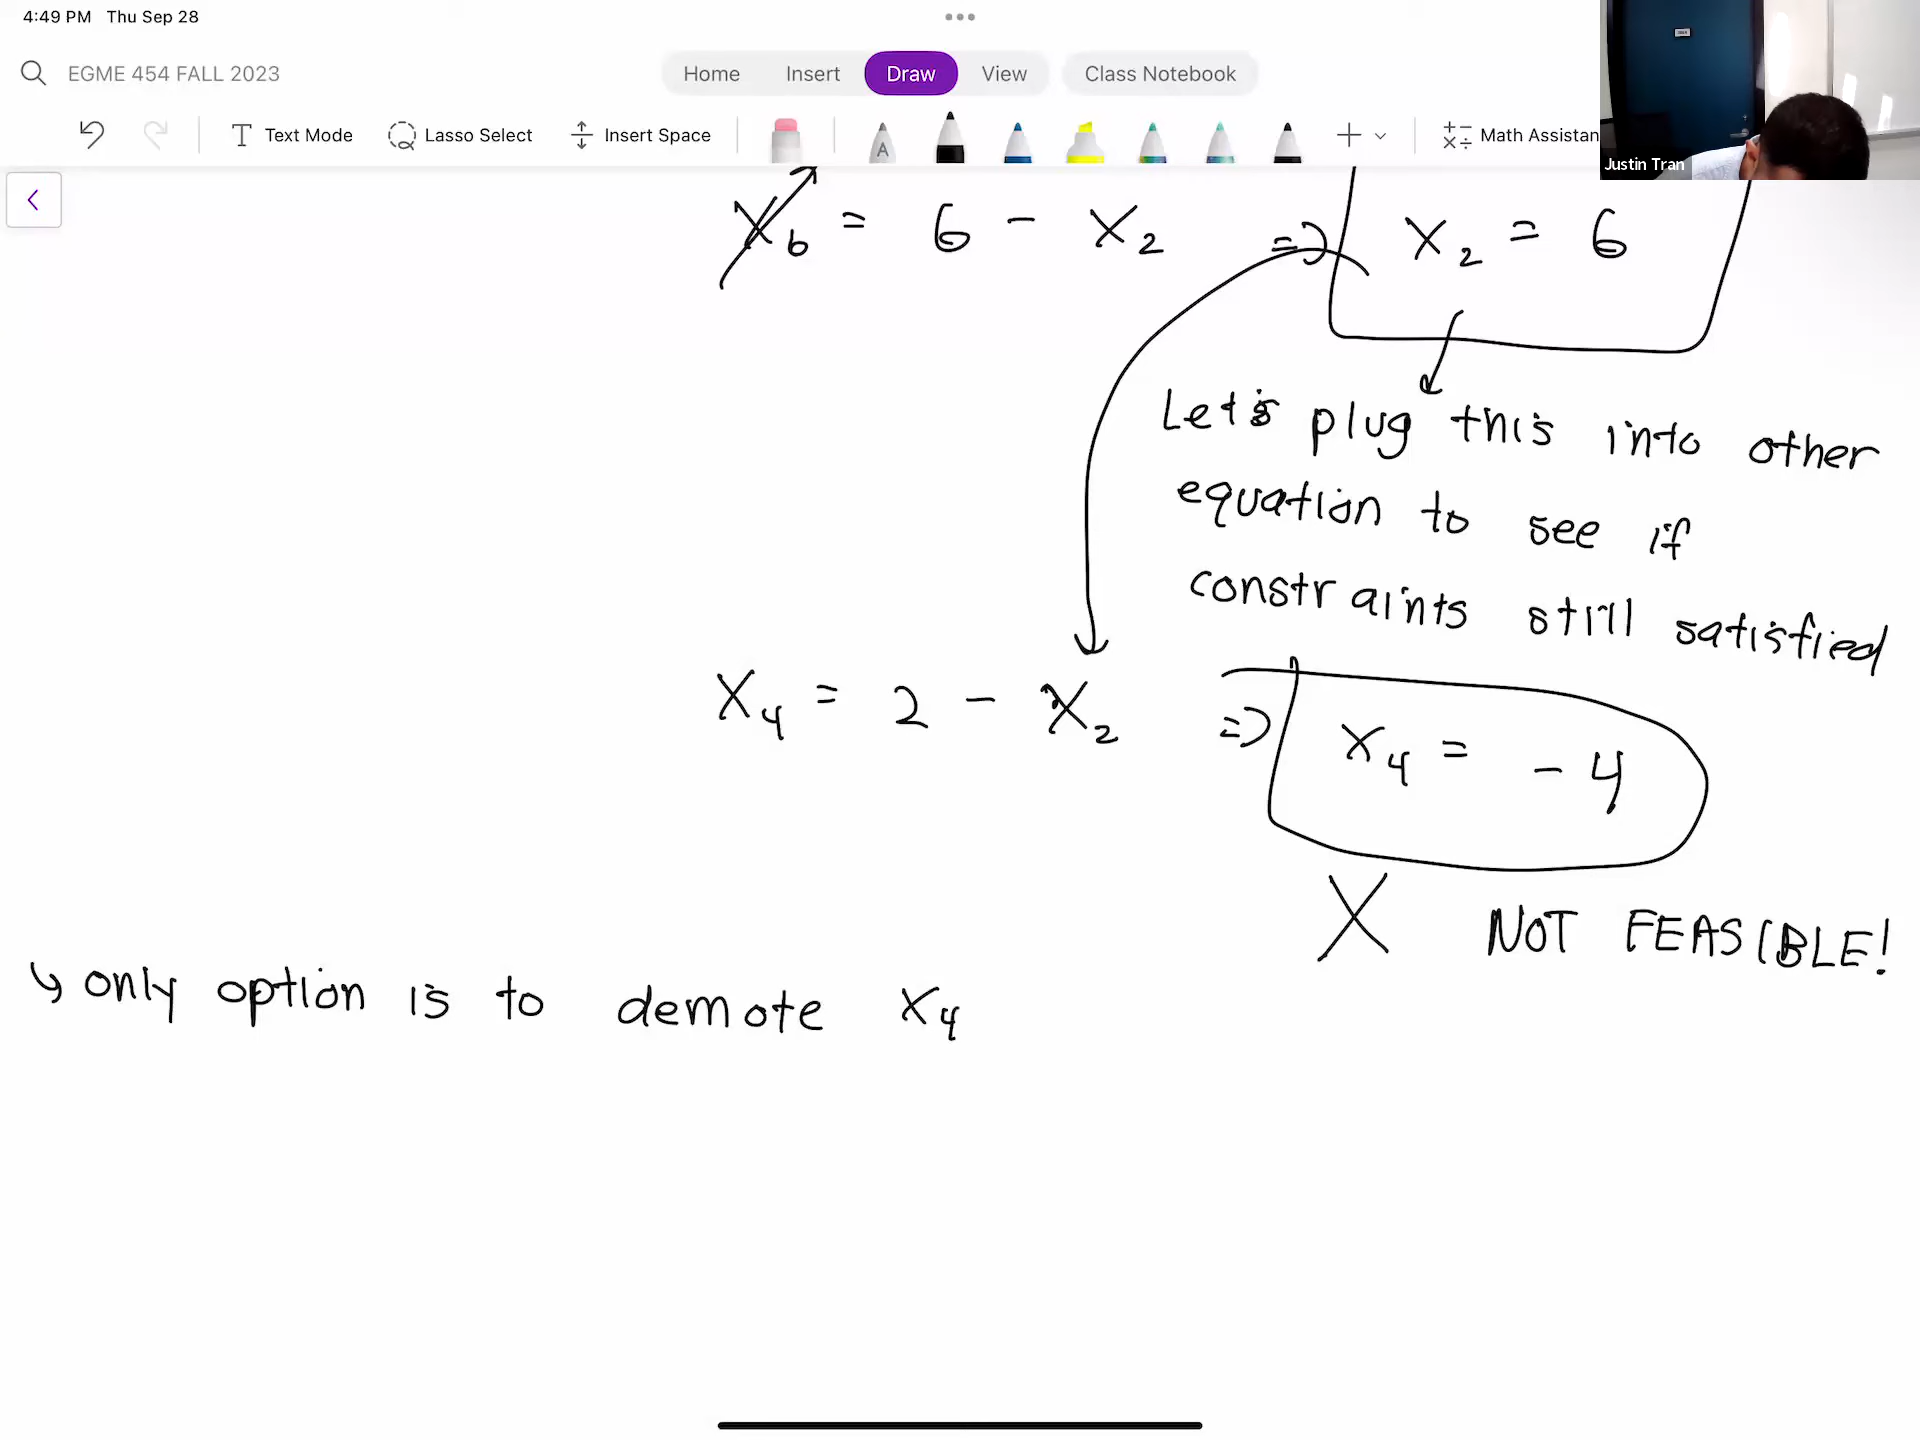 4:49 PM Thu Sep 28
EGME 454 FALL 2023
Home Insert Draw View Class Notebook
Text Mode Lasso Select Insert Space A Math Assistan
Justin Tran
X₆ = 6 - X₂ => X₂ = 6
Let's plug this into other
equation to see if
constraints still satisfied
X₄ = 2 - X₂ => X₄ = -4
X NOT FEASIBLE!
↳ only option is to demote X₄